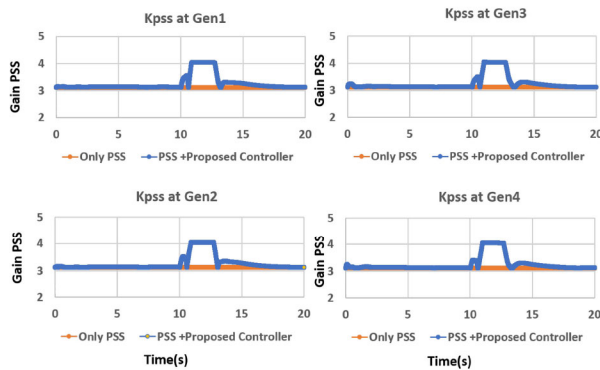 Kpss at Gen1
Gain PSS
5
4
3
2
0 5 10 15 20
Only PSS PSS +Proposed Controller
Kpss at Gen3
Gain PSS
5
4
3
2
0 5 10 15 20
Only PSS PSS +Proposed Controller
Kpss at Gen2
Gain PSS
5
4
3
2
0 5 10 15 20
Only PSS PSS +Proposed Controller
Time(s)
Kpss at Gen4
Gain PSS
5
4
3
2
0 5 10 15 20
Only PSS PSS +Proposed Controller
Time(s)